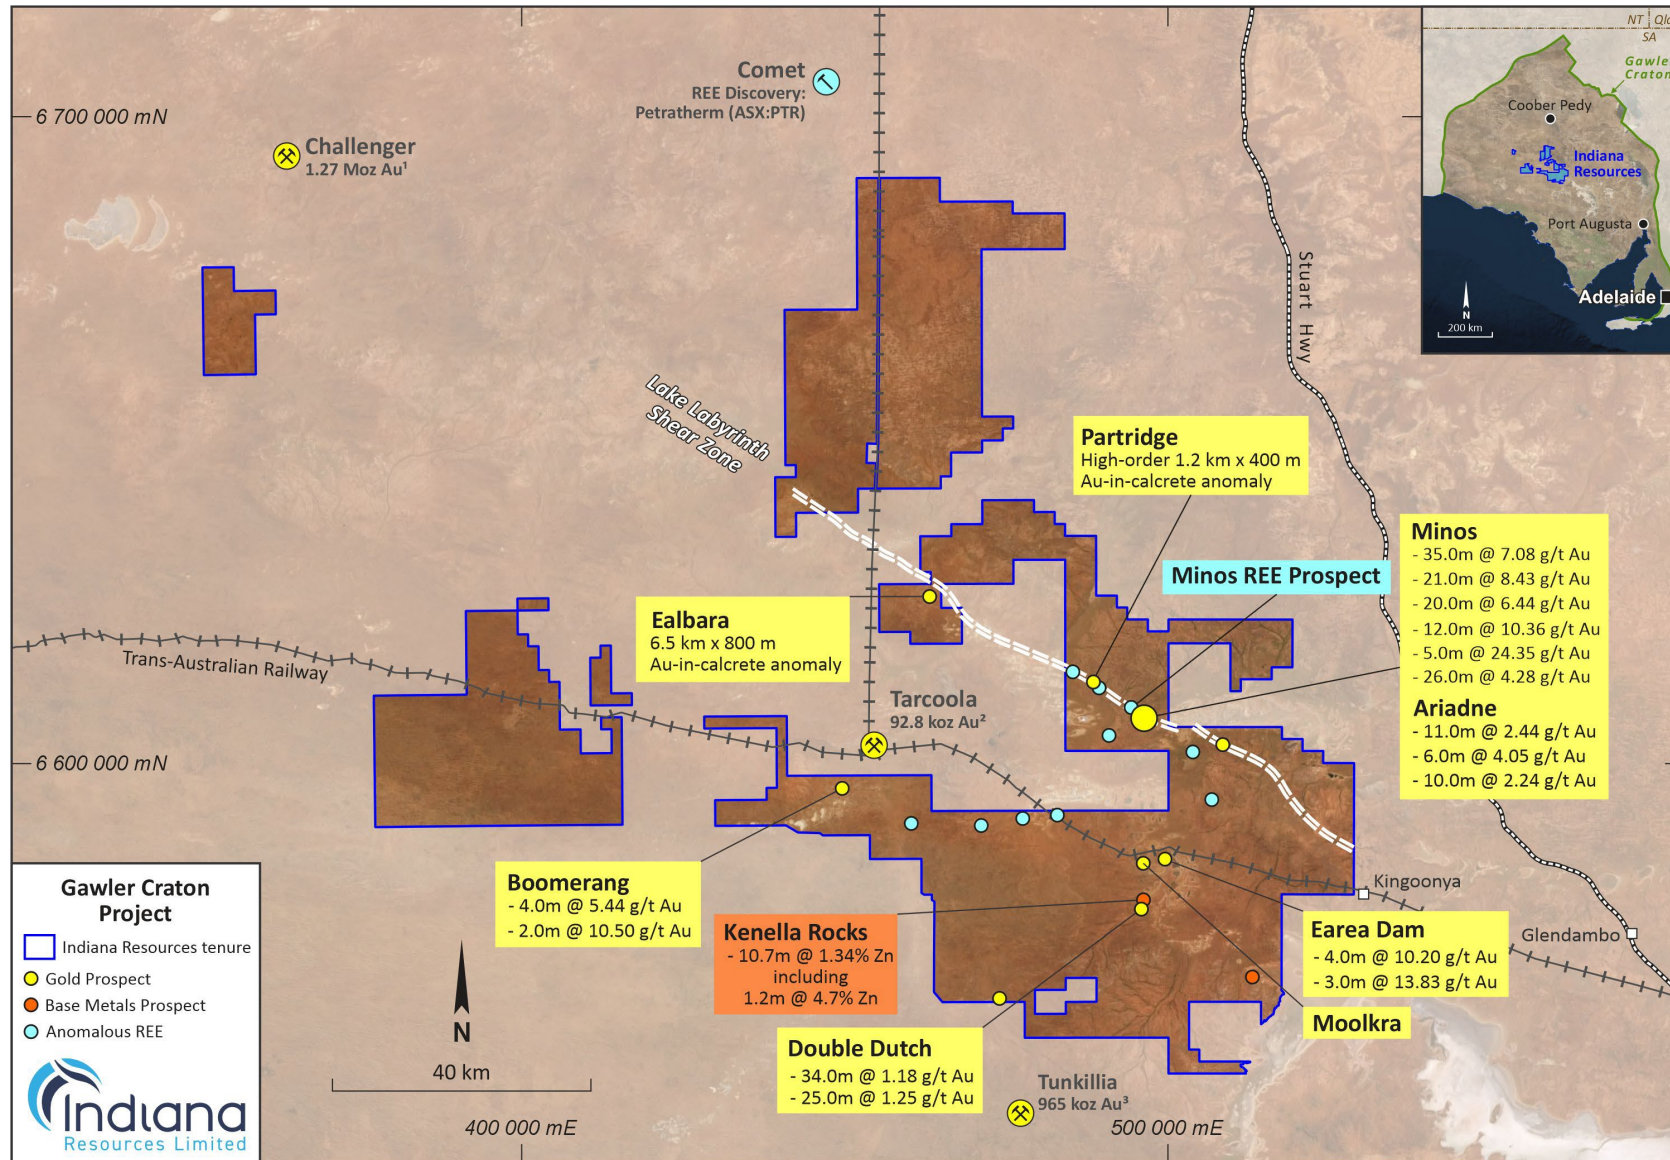 6 700 000 mN
Comet
REE Discovery:
Petratherm (ASX:PTR)
Challenger
1.27 Moz Au¹
NT
SA
Coober Pedy
Indiana
Resources
Port Augusta
Adelaide
N
200 km
Stuart Hwy
Lake Labyrinth
Shear Zone
Partridge
High-order 1.2 km x 400 m
Au-in-calcrete anomaly
Minos REE Prospect
Minos
- 35.0m @ 7.08 g/t Au
- 21.0m @ 8.43 g/t Au
- 20.0m @ 6.44 g/t Au
- 12.0m @ 10.36 g/t Au
- 5.0m @ 24.35 g/t Au
- 26.0m @ 4.28 g/t Au
Ariadne
- 11.0m @ 2.44 g/t Au
- 6.0m @ 4.05 g/t Au
- 10.0m @ 2.24 g/t Au
Ealbara
6.5 km x 800 m
Au-in-calcrete anomaly
Trans-Australian Railway
Tarcoola
92.8 koz Au²
6 600 000 mN
Boomerang
- 4.0m @ 5.44 g/t Au
- 2.0m @ 10.50 g/t Au
Kenella Rocks
- 10.7m @ 1.34% Zn
including
1.2m @ 4.7% Zn
Double Dutch
- 34.0m @ 1.18 g/t Au
- 25.0m @ 1.25 g/t Au
Kingoonya
Glendambo
Earea Dam
- 4.0m @ 10.20 g/t Au
- 3.0m @ 13.83 g/t Au
Moolkra
Tunkillia
965 koz Au³
Gawler Craton
Project
Indiana Resources tenure
Gold Prospect
Base Metals Prospect
Anomalous REE
Indiana
Resources Limited
N
40 km
400 000 mE
500 000 mE